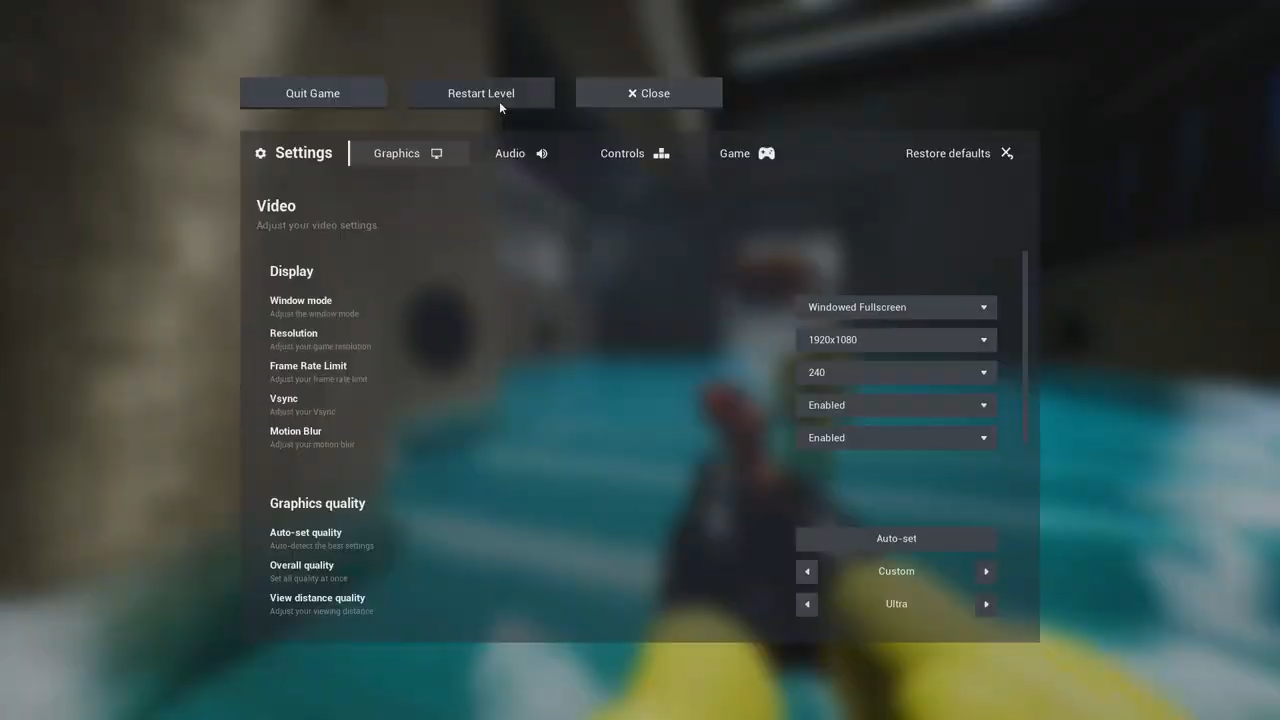 Quit Game
Restart Level
Close
Settings
Graphics
Audio
Controls
Game
Restore defaults
Video
Adjust your video settings
Display
Window mode
Adjust the window mode
Windowed Fullscreen
Resolution
Adjust your game resolution
1920x1080
Frame Rate Limit
Adjust your frame rate limit
240
Vsync
Adjust your Vsync
Enabled
Motion Blur
Adjust your motion blur
Enabled
Graphics quality
Auto-set quality
Auto-detect the best settings
Auto-set
Overall quality
Set all quality at once
Custom
View distance quality
Adjust your viewing distance
Ultra